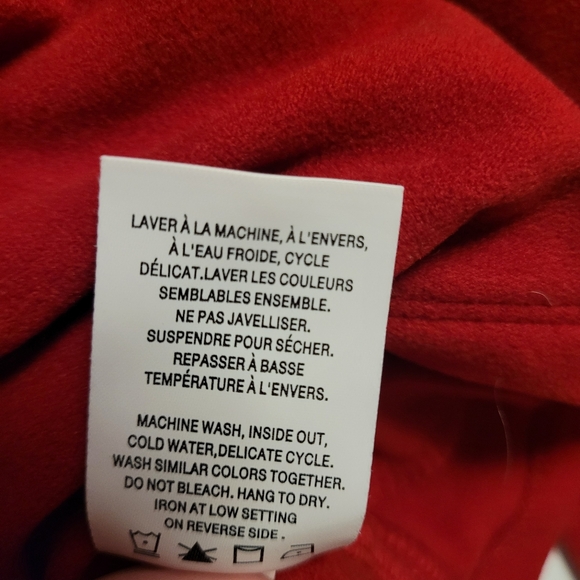 LAVER À LA MACHINE, À L'ENVERS,
À L'EAU FROIDE, CYCLE
DÉLICAT.LAVER LES COULEURS
SEMBLABLES ENSEMBLE.
NE PAS JAVELLISER.
SUSPENDRE POUR SÉCHER.
REPASSER À BASSE
TEMPÉRATURE À L'ENVERS.
MACHINE WASH, INSIDE OUT,
COLD WATER,DELICATE CYCLE.
WASH SIMILAR COLORS TOGETHER.
DO NOT BLEACH. HANG TO DRY.
IRON AT LOW SETTING
ON REVERSE SIDE .